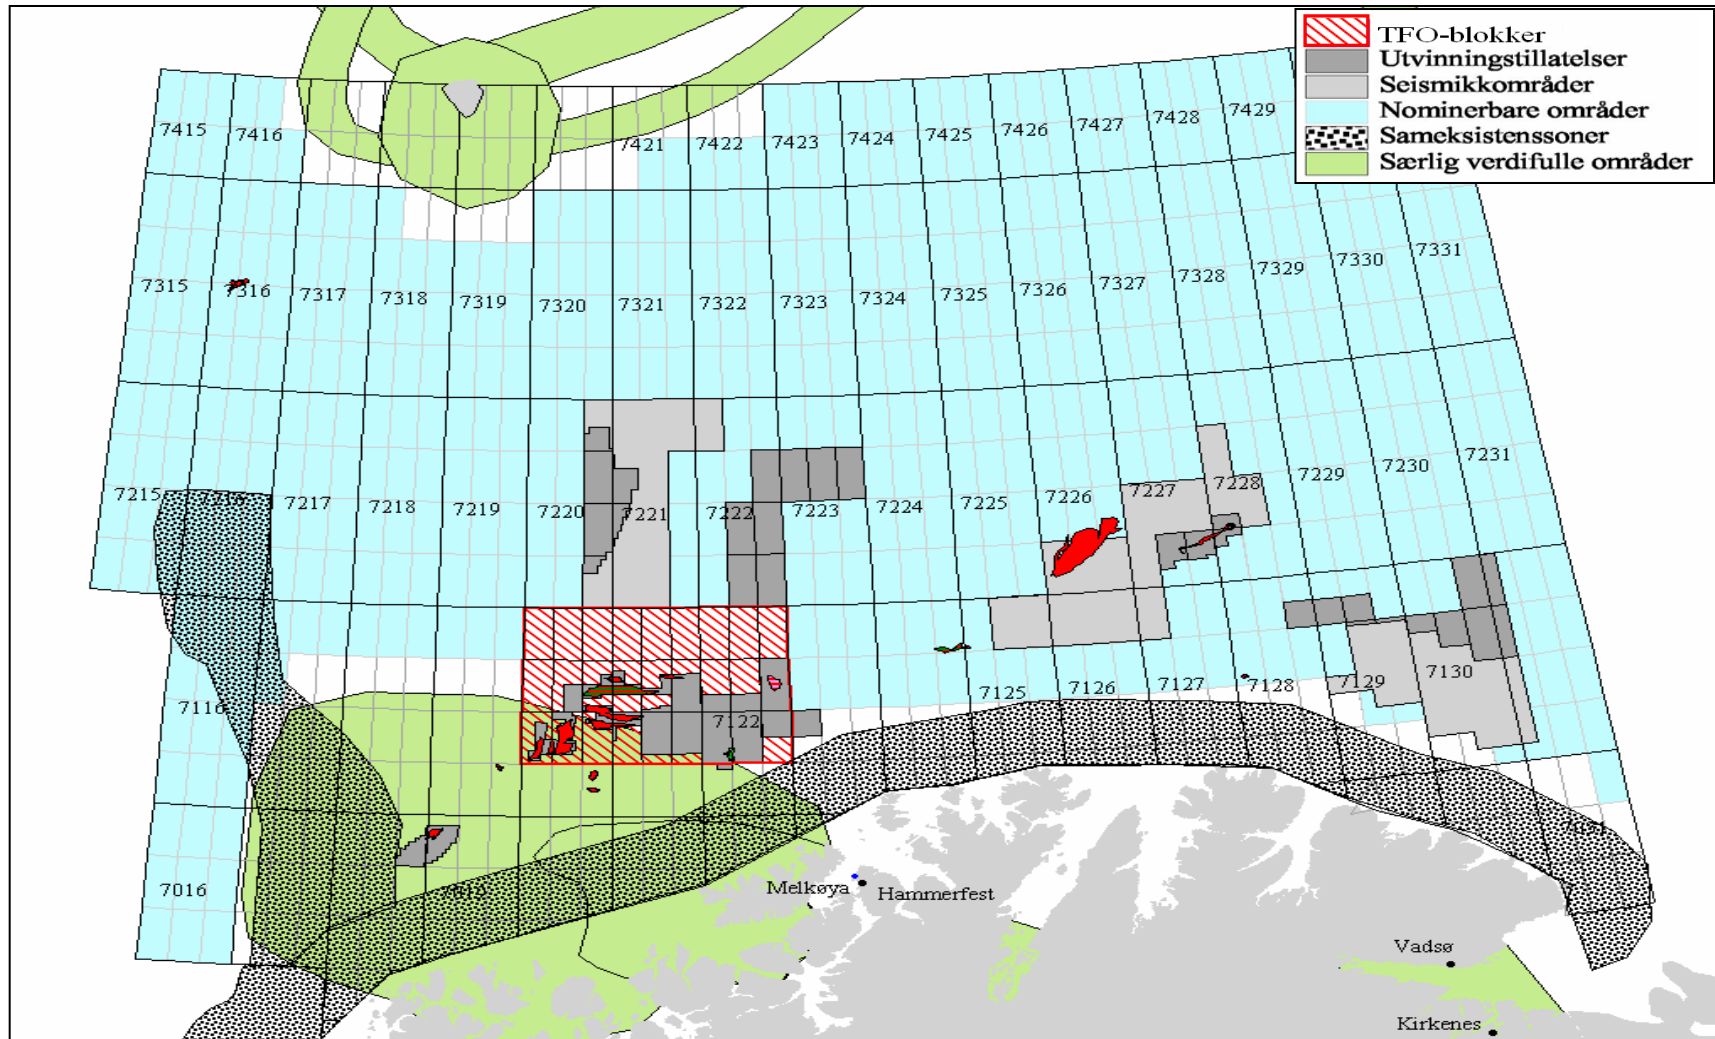 TFO-blokker
Utvinningstillatelser
Seismikkområder
Nominerbare områder
Sameksistenssoner
Særlig verdifulle områder
7415 7416 7421 7422 7423 7424 7425 7426 7427 7428 7429
7315 7316 7317 7318 7319 7320 7321 7322 7323 7324 7325 7326 7327 7328 7329 7330 7331
7215 7216 7217 7218 7219 7220 7221 7222 7223 7224 7225 7226 7227 7228 7229 7230 7231
7116 7122 7125 7126 7127 7128 7129 7130
7016
Melkøya
Hammerfest
Vadsø
Kirkenes